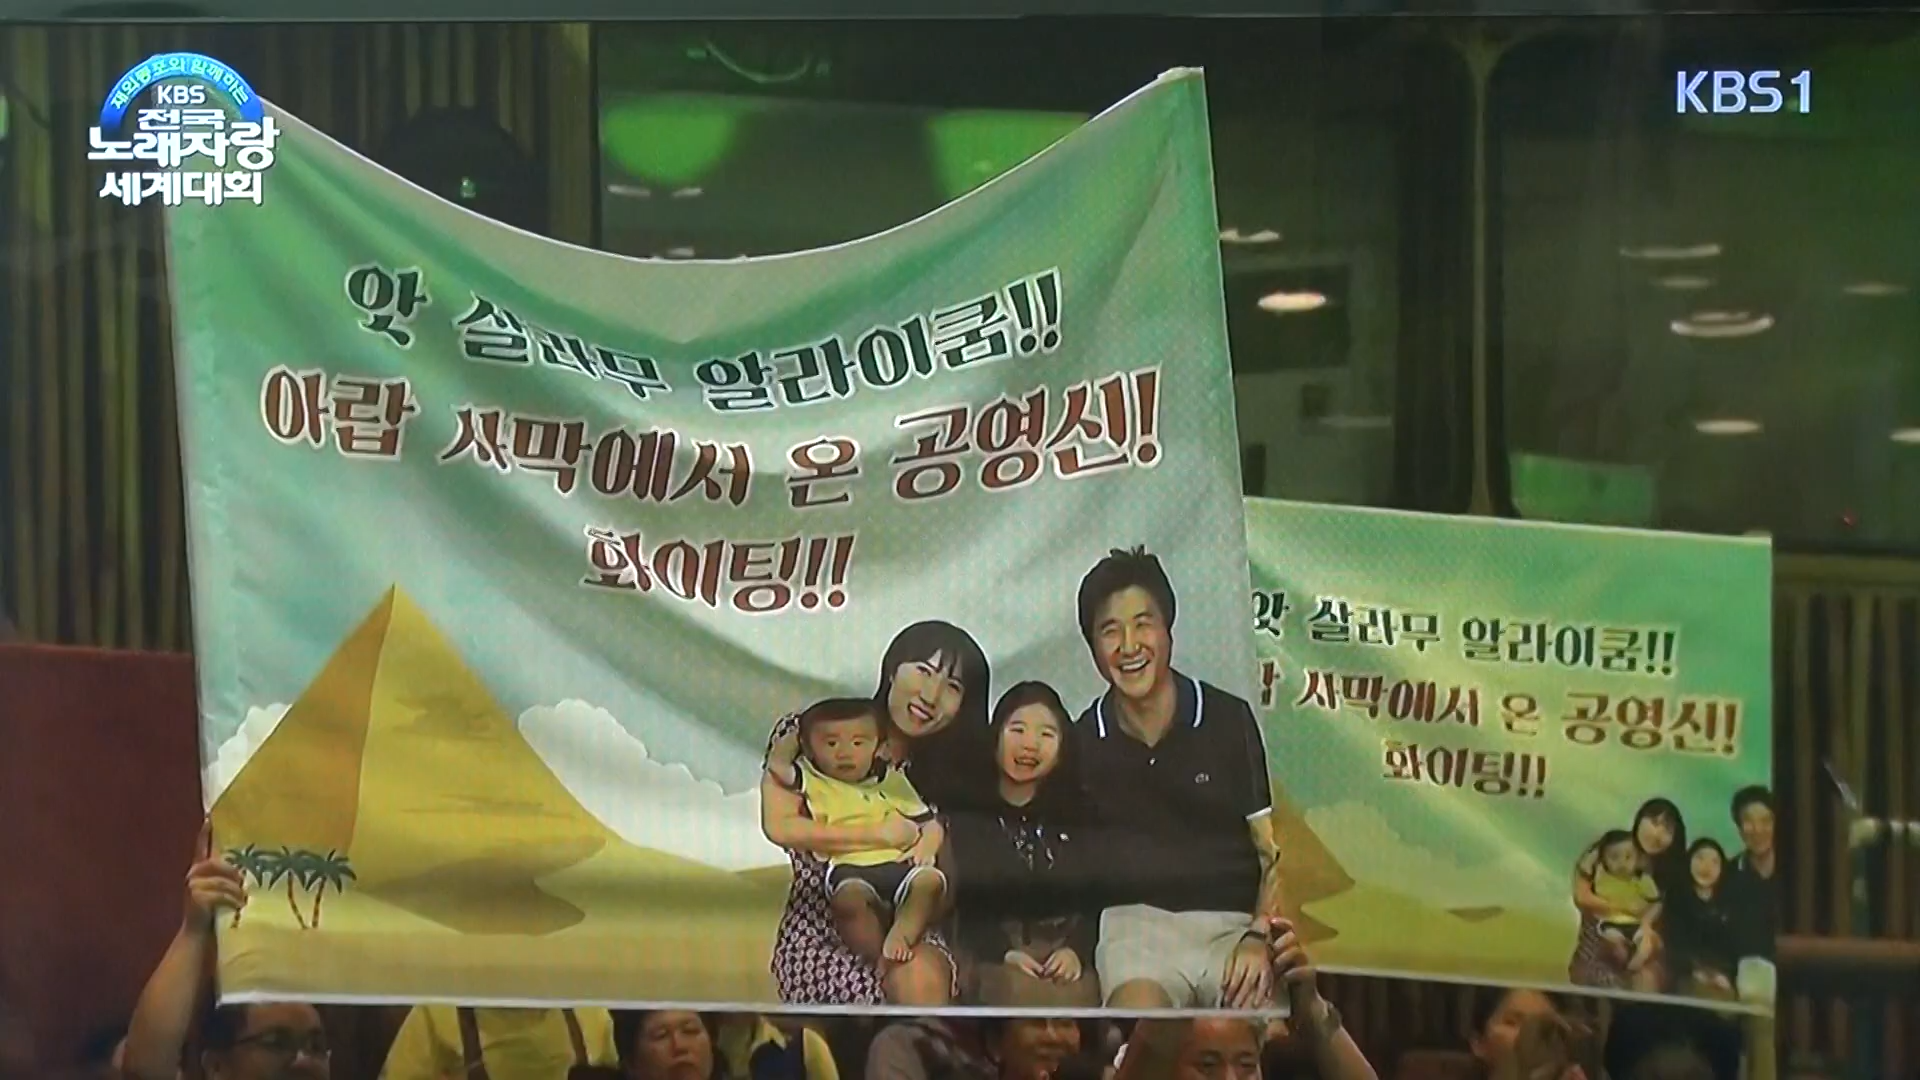 재외동포와 함께하는
KBS
전국
노래자랑
세계대회
KBS1
앗 살라무 알라이쿰!!
아랍 사막에서 온 공영신!
화이팅!!
앗 살라무 알라이쿰!!
사막에서 온 공영신!
화이팅!!